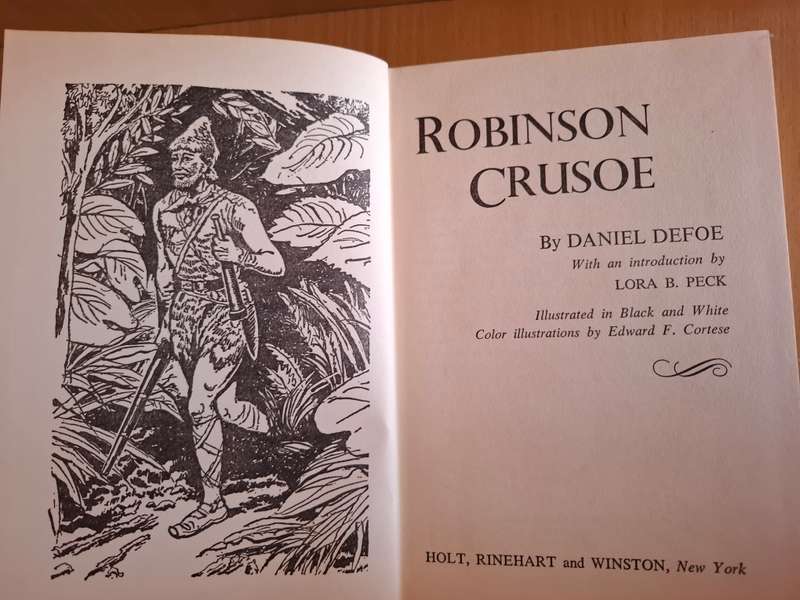 ROBINSON
CRUSOE
By DANIEL DEFOE
With an introduction by
LORA B. PECK
Illustrated in Black and White
Color illustrations by Edward F. Cortese
HOLT, RINEHART and WINSTON, New York